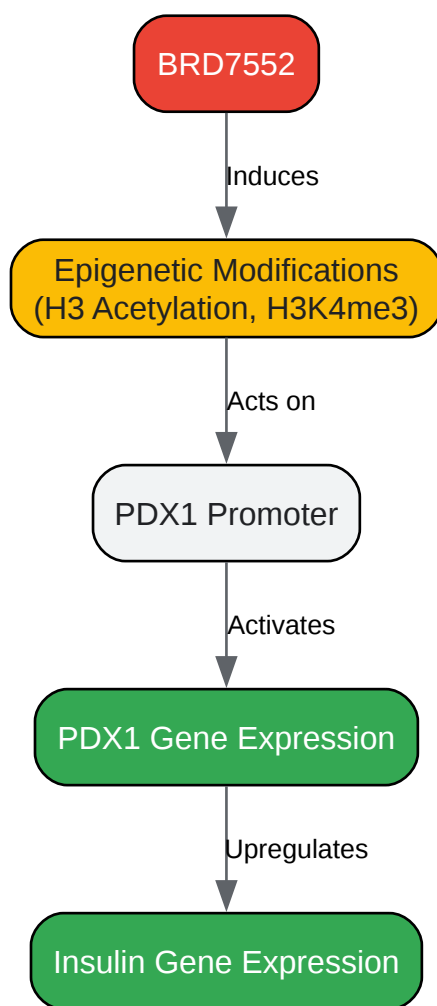 BRD7552
Induces
Epigenetic Modifications
(H3 Acetylation, H3K4me3)
Acts on
PDX1 Promoter
Activates
PDX1 Gene Expression
Upregulates
Insulin Gene Expression